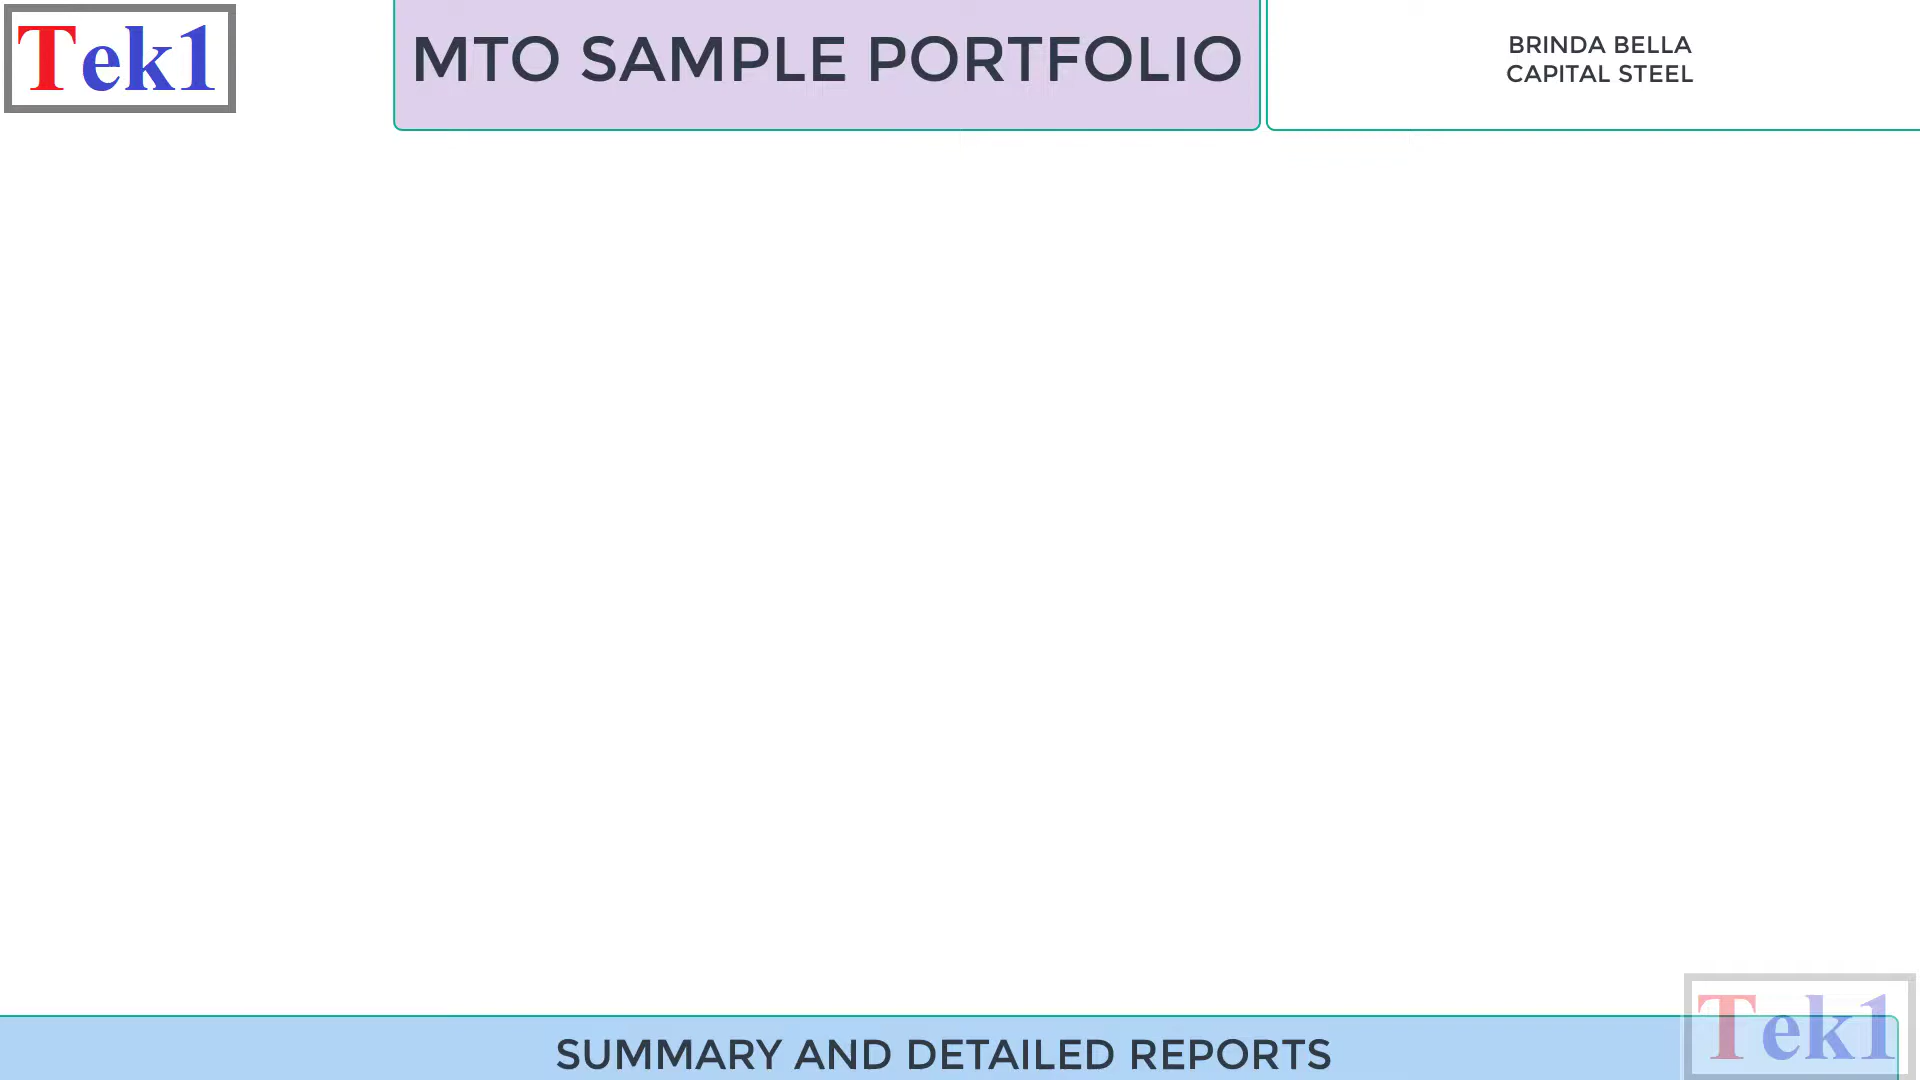 Tek1
MTO SAMPLE PORTFOLIO
BRINDA BELLA
CAPITAL STEEL
SUMMARY AND DETAILED REPORTS
Tek1